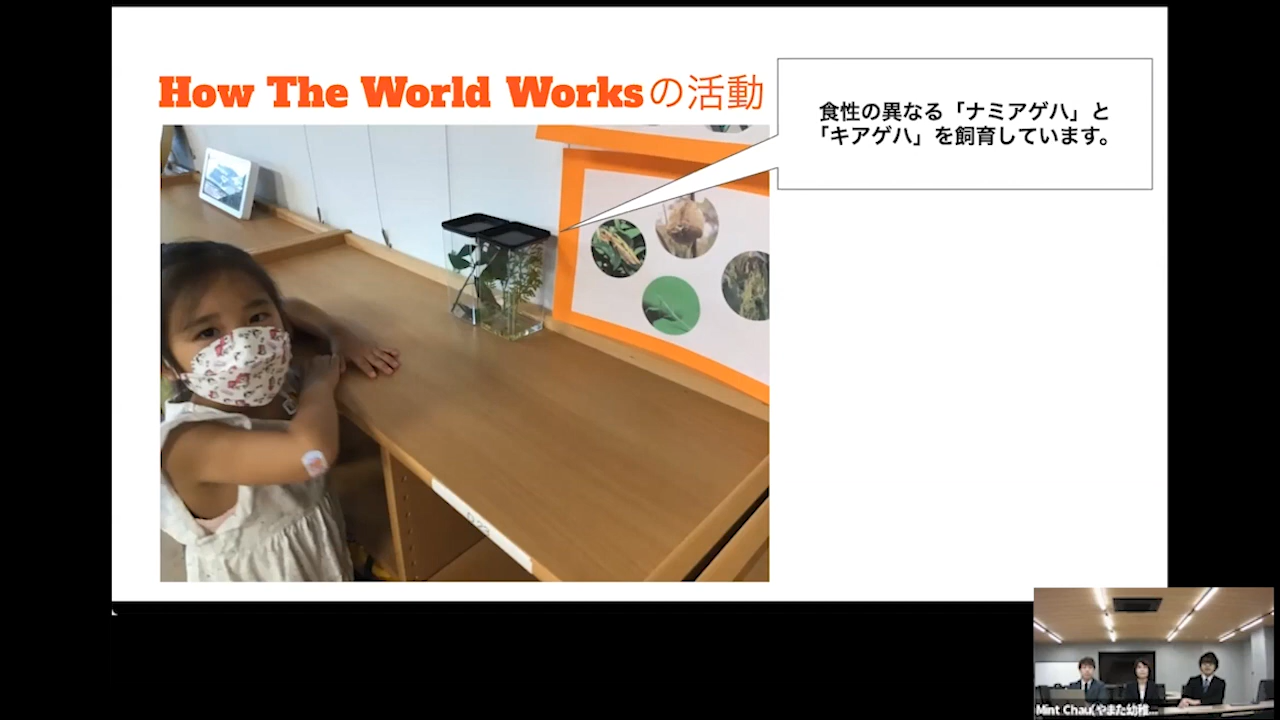 How The World Worksの活動
食性の異なる「ナミアゲハ」と
「キアゲハ」を飼育しています。
Mint Chau(やまた幼稚...